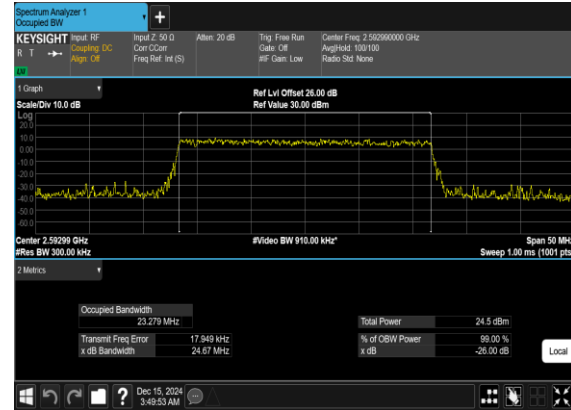 Spectrum Analyzer 1
Occupied BW
+
KEYSIGHT Input: RF Input Z: 50 Ω Atten: 20 dB Trig: Free Run Center Freq: 2.592990000 GHz
R T Coupling: DC Corr CCorr Gate: Off Avg|Hold: 100/100
Align: Off Freq Ref: Int (S) #IF Gain: Low Radio Std: None
LU
1 Graph
Ref Lvl Offset 26.00 dB
Scale/Div 10.0 dB Ref Value 30.00 dBm
Log
20.0
10.0
0.00
-10.0
-20.0
-30.0
-40.0
-50.0
-60.0
Center 2.59299 GHz #Video BW 910.00 kHz* Span 50 MHz
#Res BW 300.00 kHz Sweep 1.00 ms (1001 pts
2 Metrics
Occupied Bandwidth
23.279 MHz Total Power 24.5 dBm
Transmit Freq Error 17.949 kHz % of OBW Power 99.00 %
x dB Bandwidth 24.67 MHz x dB -26.00 dB
Local
? Dec 15, 2024
3:49:53 AM